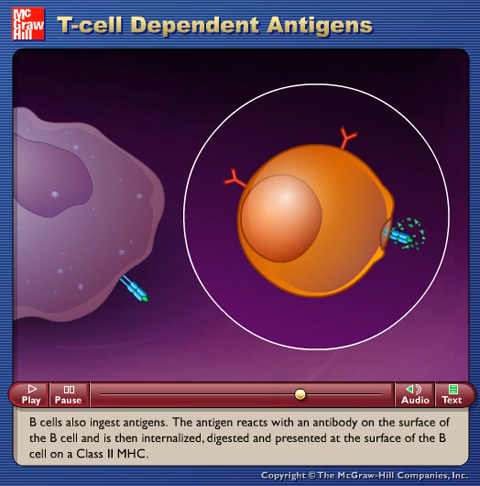 Mc
Graw
Hill
T-cell Dependent Antigens
Play
Pause
Audio
Text
B cells also ingest antigens. The antigen reacts with an antibody on the surface of
the B cell and is then internalized, digested and presented at the surface of the B
cell on a Class II MHC.
Copyright © The McGraw-Hill Companies, Inc.